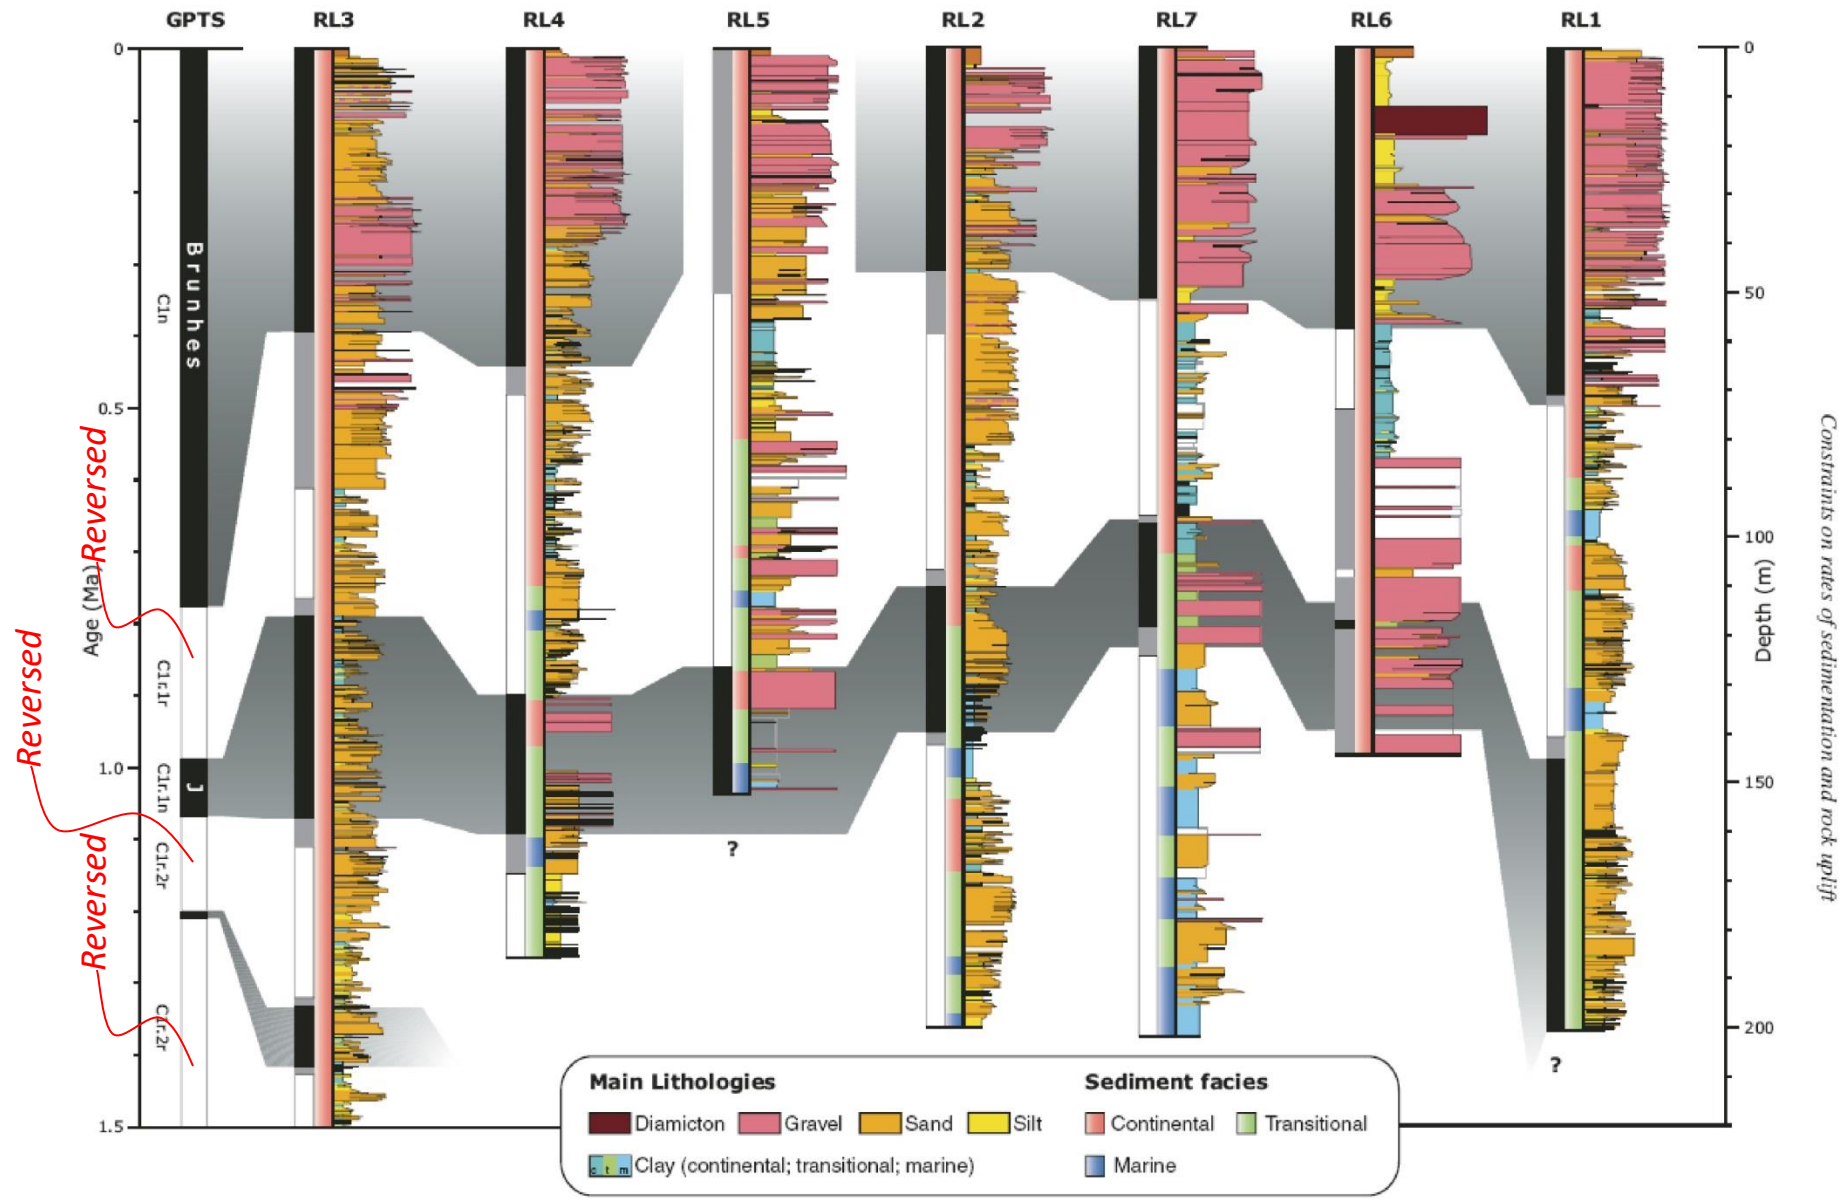 GPTS RL3 RL4 RL5 RL2 RL7 RL6 RL1
0
0.5
1.0
1.5
Age (Ma)
C1n
C1r.1r
C1r.1n
C1r.2r
C1r.2r
Brunhes
J
Reversed
Reversed
Reversed
?
?
0
50
100
150
200
Depth (m)
Constraints on rates of sedimentation and rock uplift
Main Lithologies
Diamicton Gravel Sand Silt
c t m Clay (continental; transitional; marine)
Sediment facies
Continental Transitional
Marine